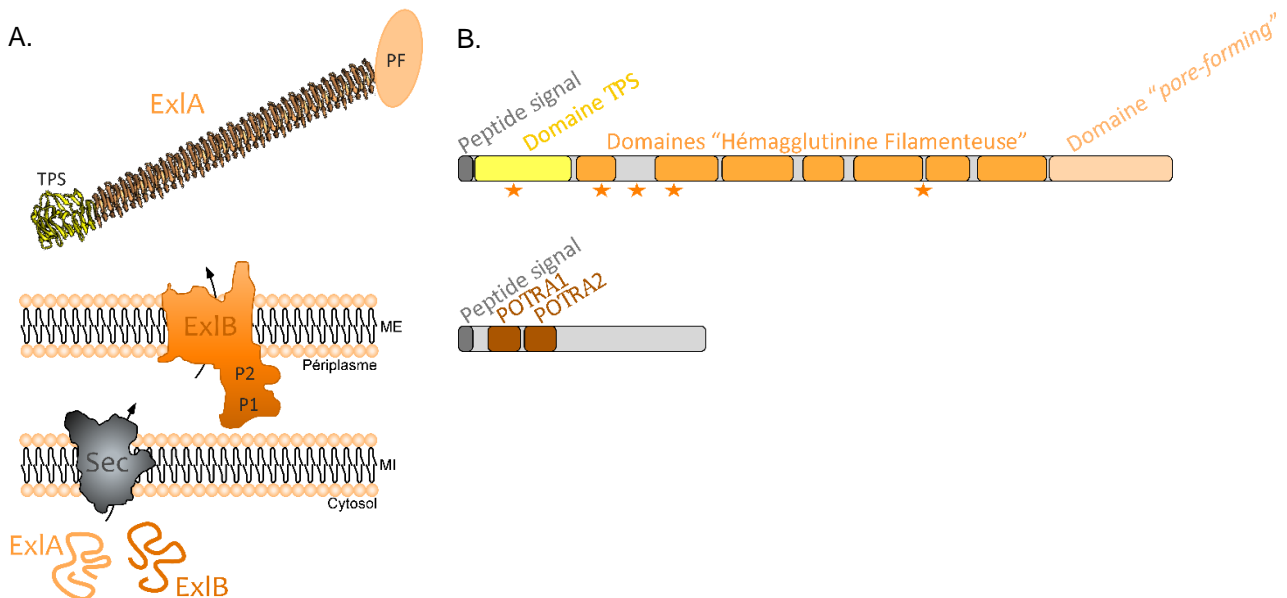 A.
PF
ExlA
TPS
ExlB
ME
Périplasme
P2
P1
Sec
MI
Cytosol
ExlA
ExlB
B.
Peptide signal
Domaine TPS
Domaines “Hémagglutinine Filamenteuse”
Domaine “pore-forming”
Peptide signal
POTRA1
POTRA2